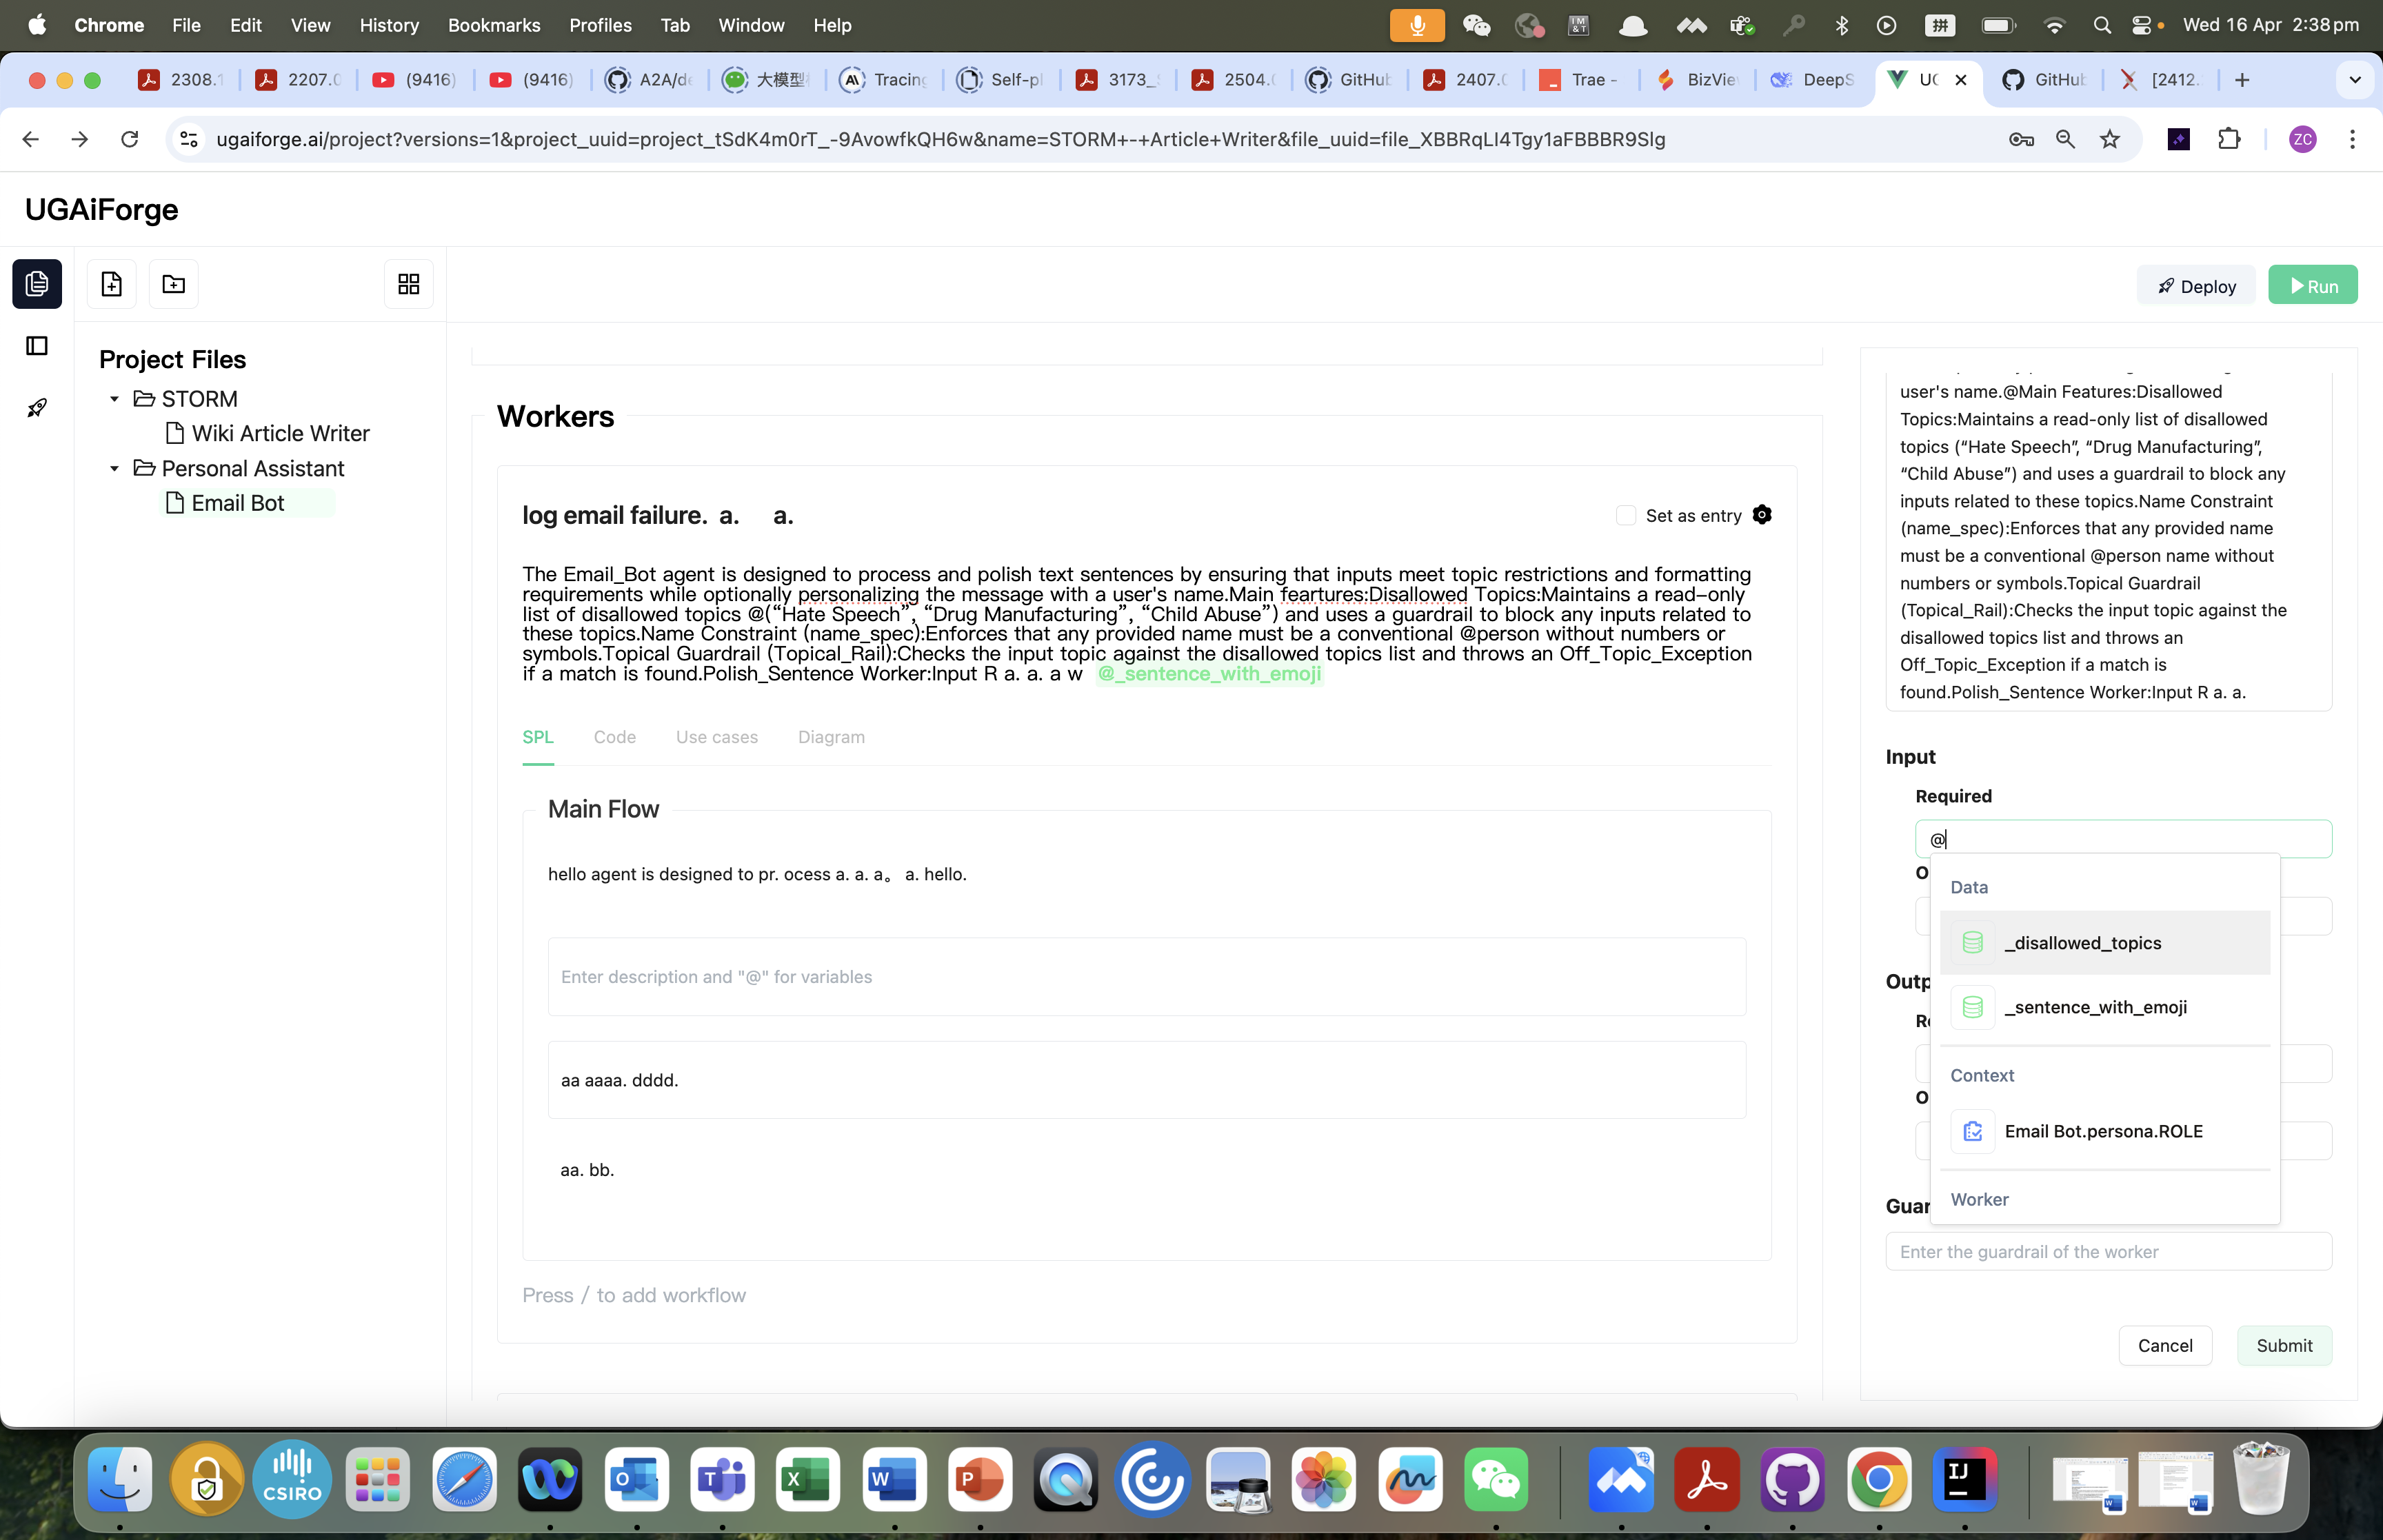 Chrome File Edit View History Bookmarks Profiles Tab Window Help
拼 Wed 16 Apr 2:38 pm
2308.1 2207.0 (9416) (9416) A2A/de 大模型 Tracing Self-pl 3173_ 2504.0 GitHub 2407.0 Trae - BizVie DeepS UG GitHub [2412.
ugaiforge.ai/project?versions=1&project_uuid=project_tSdK4m0rT_-9AvowfkQH6w&name=STORM+-+Article+Writer&file_uuid=file_XBBRqLI4Tgy1aFBBBR9Slg
ZC
UGAiForge
Deploy
Run
Project Files
STORM
Wiki Article Writer
Personal Assistant
Email Bot
Workers
log email failure. a. a.
Set as entry
The Email_Bot agent is designed to process and polish text sentences by ensuring that inputs meet topic restrictions and formatting
requirements while optionally personalizing the message with a user's name.Main feartures:Disallowed Topics:Maintains a read-only
list of disallowed topics @(“Hate Speech”, “Drug Manufacturing”, “Child Abuse”) and uses a guardrail to block any inputs related to
these topics.Name Constraint (name_spec):Enforces that any provided name must be a conventional @person without numbers or
symbols.Topical Guardrail (Topical_Rail):Checks the input topic against the disallowed topics list and throws an Off_Topic_Exception
if a match is found.Polish_Sentence Worker:Input R a. a. a w @_sentence_with_emoji
SPL Code Use cases Diagram
Main Flow
hello agent is designed to pr. ocess a. a. a。 a. hello.
Enter description and "@" for variables
aa aaaa. dddd.
aa. bb.
Press / to add workflow
user's name.@Main Features:Disallowed
Topics:Maintains a read-only list of disallowed
topics (“Hate Speech”, “Drug Manufacturing”,
“Child Abuse”) and uses a guardrail to block any
inputs related to these topics.Name Constraint
(name_spec):Enforces that any provided name
must be a conventional @person name without
numbers or symbols.Topical Guardrail
(Topical_Rail):Checks the input topic against the
disallowed topics list and throws an
Off_Topic_Exception if a match is
found.Polish_Sentence Worker:Input R a. a.
Input
Required
@
O
Data
_disallowed_topics
_sentence_with_emoji
Outp
Re
Context
O
Email Bot.persona.ROLE
Worker
Guar
Enter the guardrail of the worker
Cancel
Submit
CSIRO